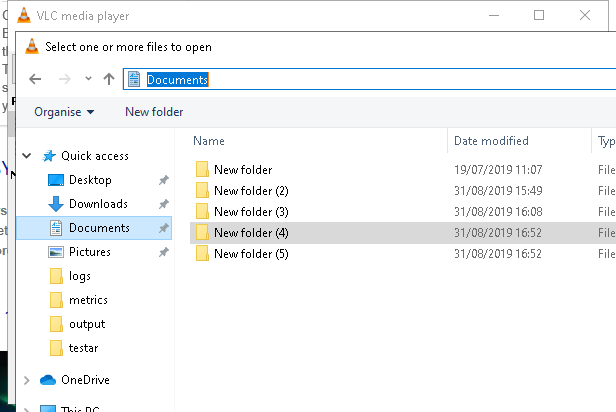 VLC media player
Select one or more files to open
Documents
Organise New folder
Name Date modified Typ
Quick access
Desktop
Downloads
Documents
Pictures
logs
metrics
output
testar
OneDrive
This PC
New folder 19/07/2019 11:07 File
New folder (2) 31/08/2019 15:49 File
New folder (3) 31/08/2019 16:08 File
New folder (4) 31/08/2019 16:52 File
New folder (5) 31/08/2019 16:52 File